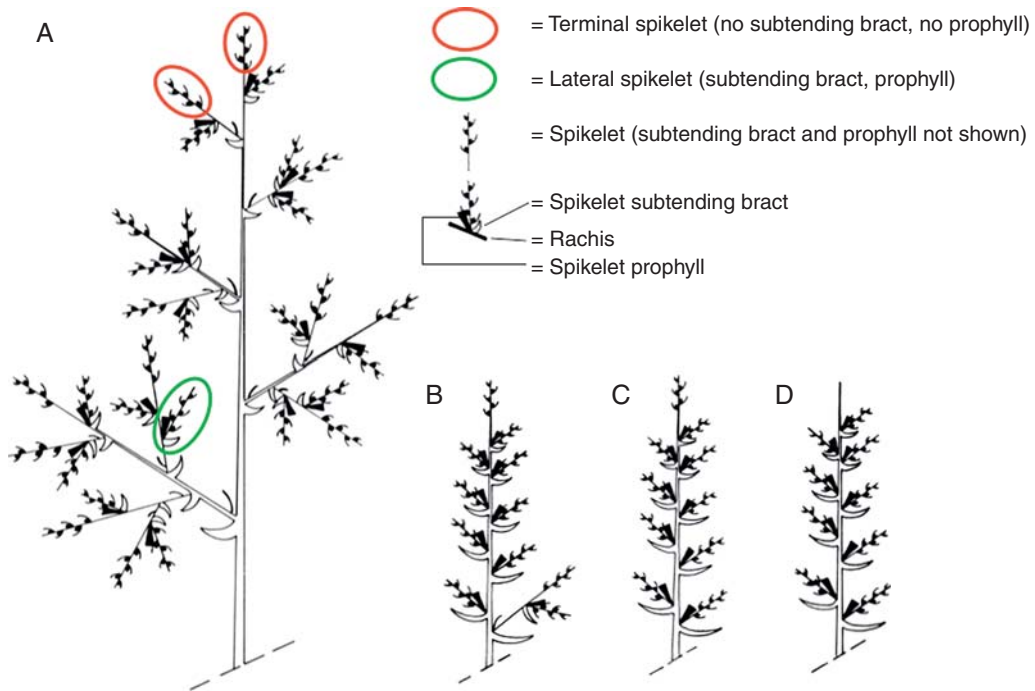 A
= Terminal spikelet (no subtending bract, no prophyll)
= Lateral spikelet (subtending bract, prophyll)
= Spikelet (subtending bract and prophyll not shown)
= Spikelet subtending bract
= Rachis
= Spikelet prophyll
B
C
D